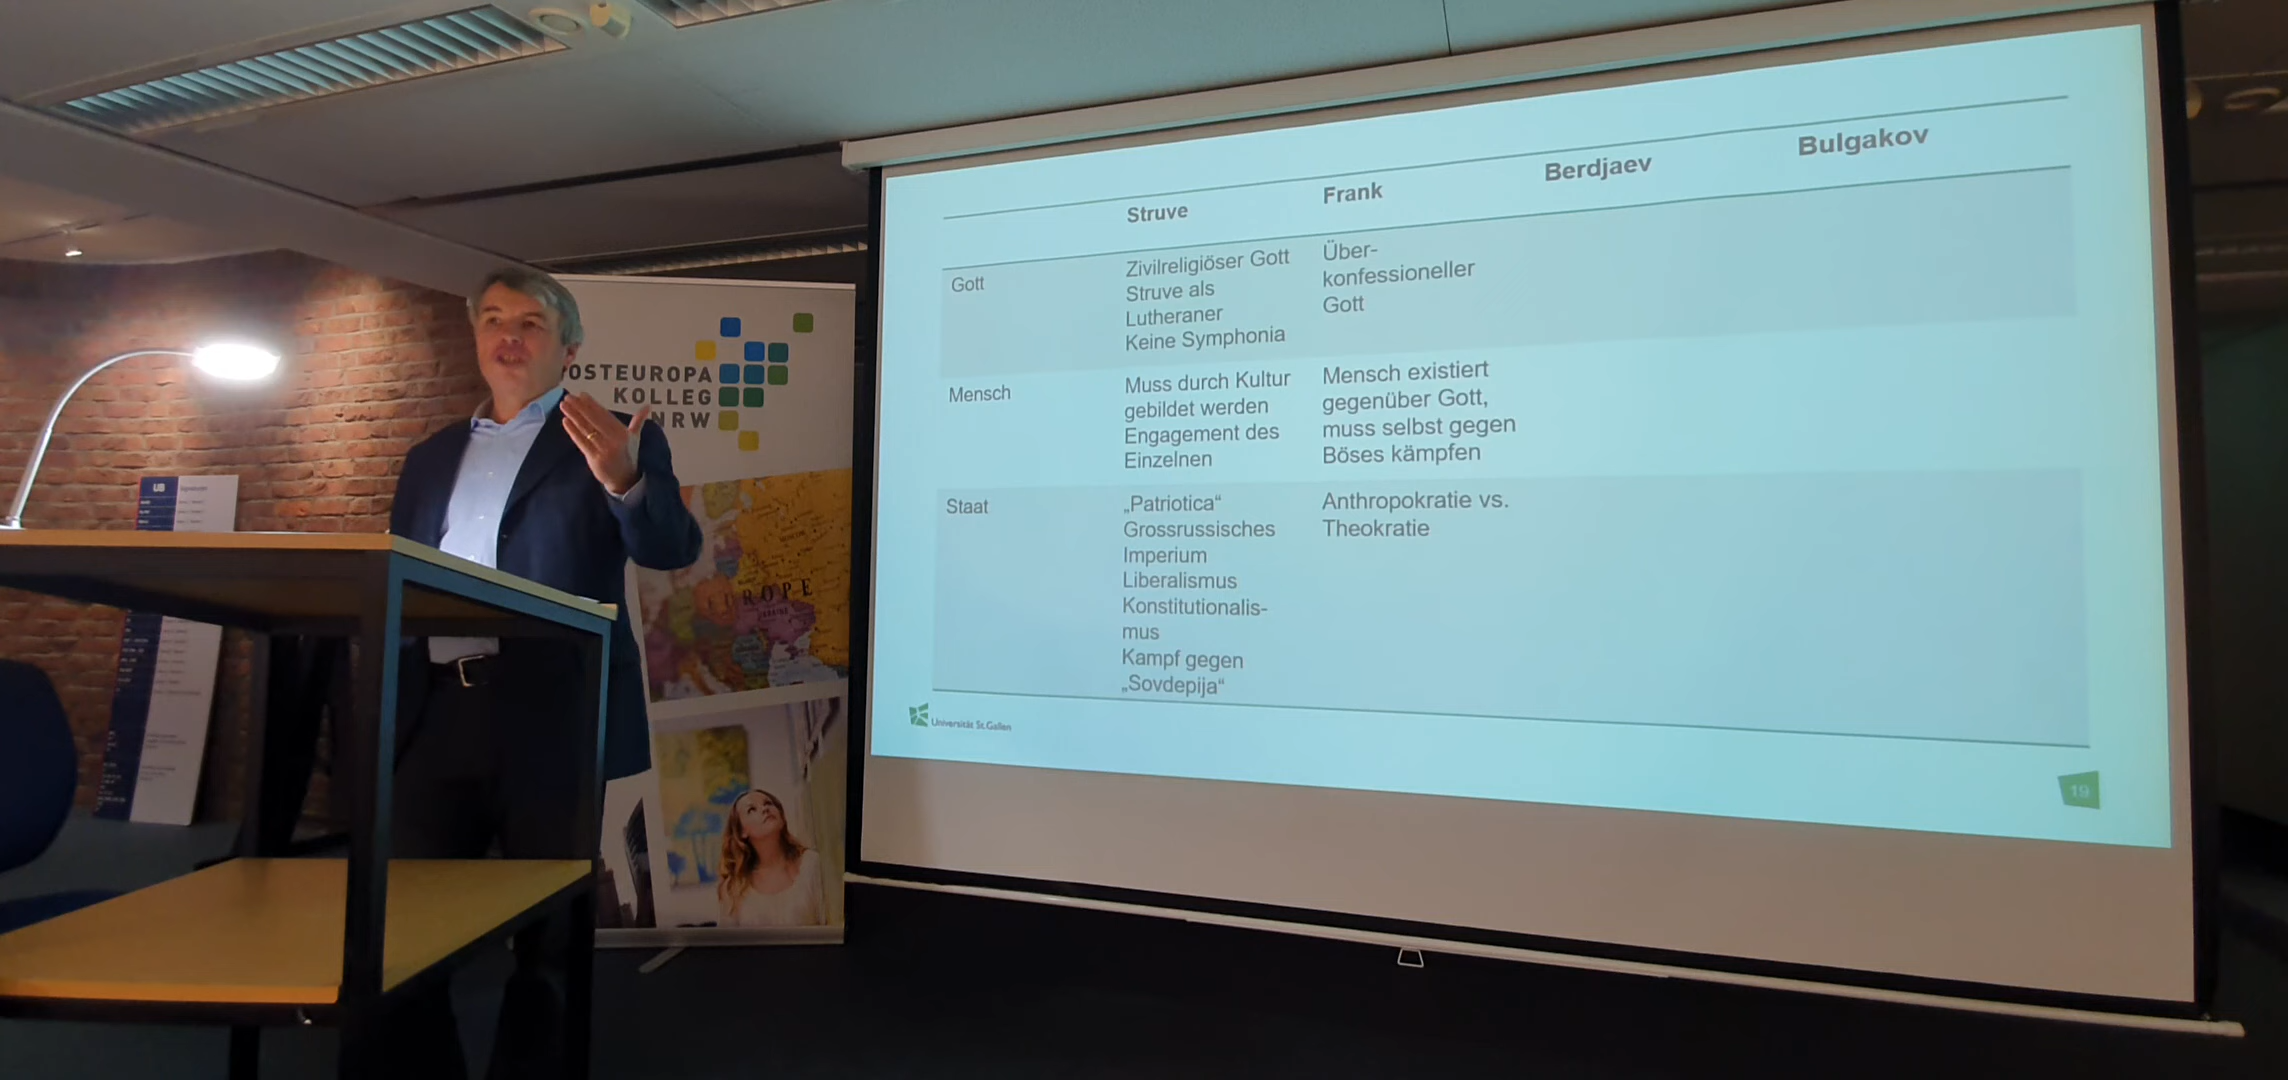 OSTEUROPA
KOLLEG
NRW
EUROPE
UB
Struve
Frank
Berdjaev
Bulgakov
Gott
Zivilreligiöser Gott
Struve als
Lutheraner
Keine Symphonia
Über-
konfessioneller
Gott
Mensch
Muss durch Kultur
gebildet werden
Engagement des
Einzelnen
Mensch existiert
gegenüber Gott,
muss selbst gegen
Böses kämpfen
Staat
„Patriotica“
Grossrussisches
Imperium
Liberalismus
Konstitutionalis-
mus
Kampf gegen
„Sovdepija“
Anthropokratie vs.
Theokratie
Universität St.Gallen
19